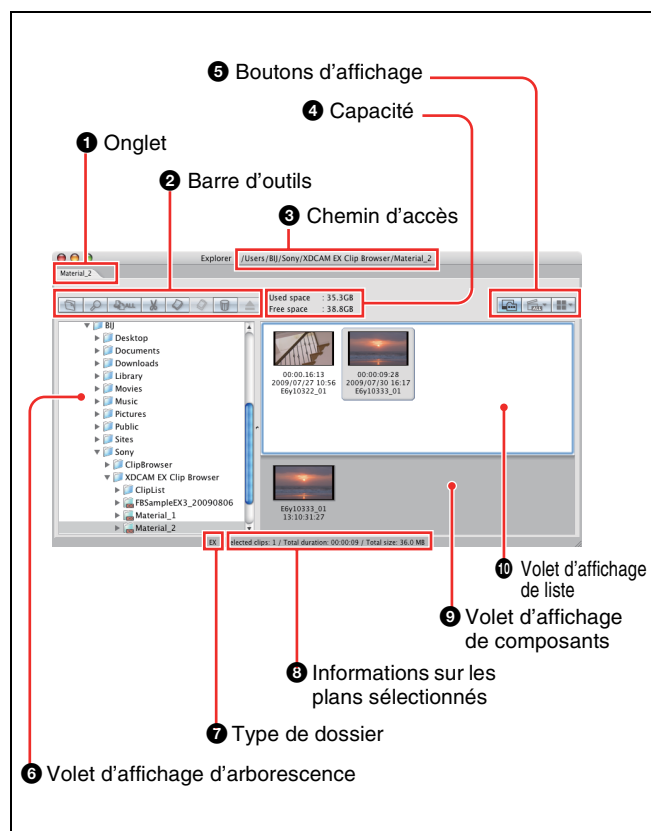 ❺ Boutons d'affichage
❹ Capacité
❶ Onglet
❷ Barre d'outils
❸ Chemin d'accès
Explorer /Users/BIJ/Sony/XDCAM EX Clip Browser/Material_2
Material_2
ALL
Used space : 35.3GB
Free space : 38.8GB
BIJ
Desktop
Documents
Downloads
Library
Movies
Music
Pictures
Public
Sites
Sony
ClipBrowser
XDCAM EX Clip Browser
ClipList
FBSampleEX3_20090806
Material_1
Material_2
00:00.16:13
2009/07/27 10:56
E6y10322_01
00:00:09:28
2009/07/30 16:17
E6y10333_01
E6y10333_01
13:10:31:27
EX
elected clips: 1 / Total duration: 00:00:09 / Total size: 36.0 MB
❿ Volet d'affichage
de liste
❾ Volet d'affichage
de composants
❽ Informations sur les
plans sélectionnés
❼ Type de dossier
❻ Volet d'affichage d'arborescence